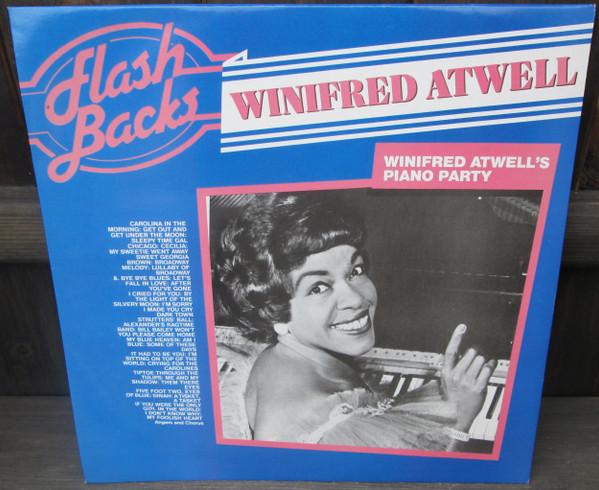 Flash
Backs
WINIFRED ATWELL
WINIFRED ATWELL'S
PIANO PARTY
CAROLINA IN THE
MORNING: GET OUT AND
GET UNDER THE MOON:
SLEEPY TIME GAL
CHICAGO: CECILIA:
MY SWEETIE WENT AWAY
SWEET GEORGIA
BROWN: BROADWAY
MELODY: LULLABY OF
BROADWAY
& BYE BYE BLUES: LET'S
FALL IN LOVE: AFTER
YOU'VE GONE
I CRIED FOR YOU: BY
THE LIGHT OF THE
SILVERY MOON: I'M SORRY
I MADE YOU CRY
DARK TOWN
STRUTTERS' BALL:
ALEXANDER'S RAGTIME
BAND: BILL BAILEY WON'T
YOU PLEASE COME HOME
MY BLUE HEAVEN: AM I
BLUE: SOME OF THESE
DAYS
IT HAD TO BE YOU: I'M
SITTING ON TOP OF THE
WORLD: CRYING FOR THE
CAROLINES
TIPTOE THROUGH THE
TULIPS: ME AND MY
SHADOW: THEM THERE
EYES
FIVE FOOT TWO, EYES
OF BLUE: DINAH: A TISKET,
A TASKET
IF YOU WERE THE ONLY
GIRL IN THE WORLD:
I DON'T KNOW WHY:
MY FOOLISH HEART
Angers and Chorus